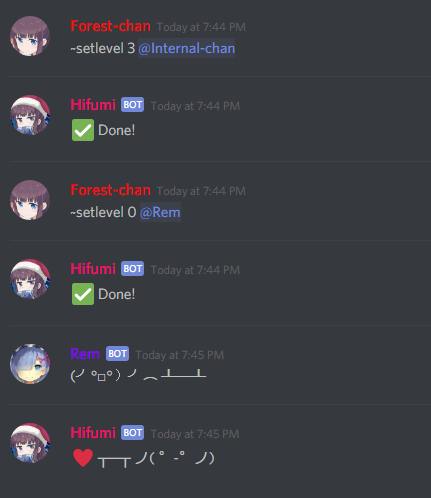 Forest-chan Today at 7:44 PM
~setlevel 3 @Internal-chan
Hifumi BOT Today at 7:44 PM
✅ Done!
Forest-chan Today at 7:44 PM
~setlevel 0 @Rem
Hifumi BOT Today at 7:44 PM
✅ Done!
Rem BOT Today at 7:45 PM
(╯°□°）╯︵ ┻━┻
Hifumi BOT Today at 7:45 PM
❤ ┬─┬ ノ( ゜-゜ノ)